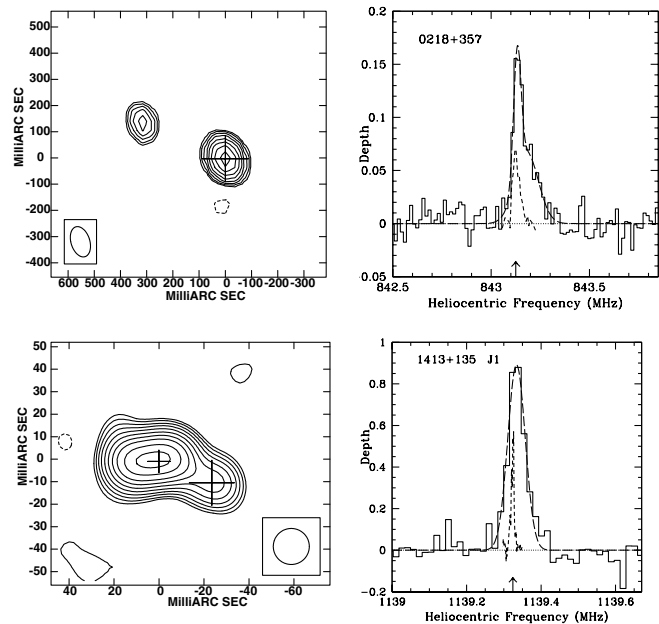 500
400
300
200
100
0
-100
-200
-300
-400
MilliARC SEC
600 500 400 300 200 100 0 -100 -200-300
MilliARC SEC
0218+357
0.2
0.15
0.1
0.05
0
-0.05
Depth
842.5 843 843.5
Heliocentric Frequency (MHz)
50
40
30
20
10
0
-10
-20
-30
-40
-50
MilliARC SEC
40 20 0 -20 -40 -60
MilliARC SEC
1413+135 J1
1
0.8
0.6
0.4
0.2
0
-0.2
Depth
1139 1139.2 1139.4 1139.6
Heliocentric Frequency (MHz)